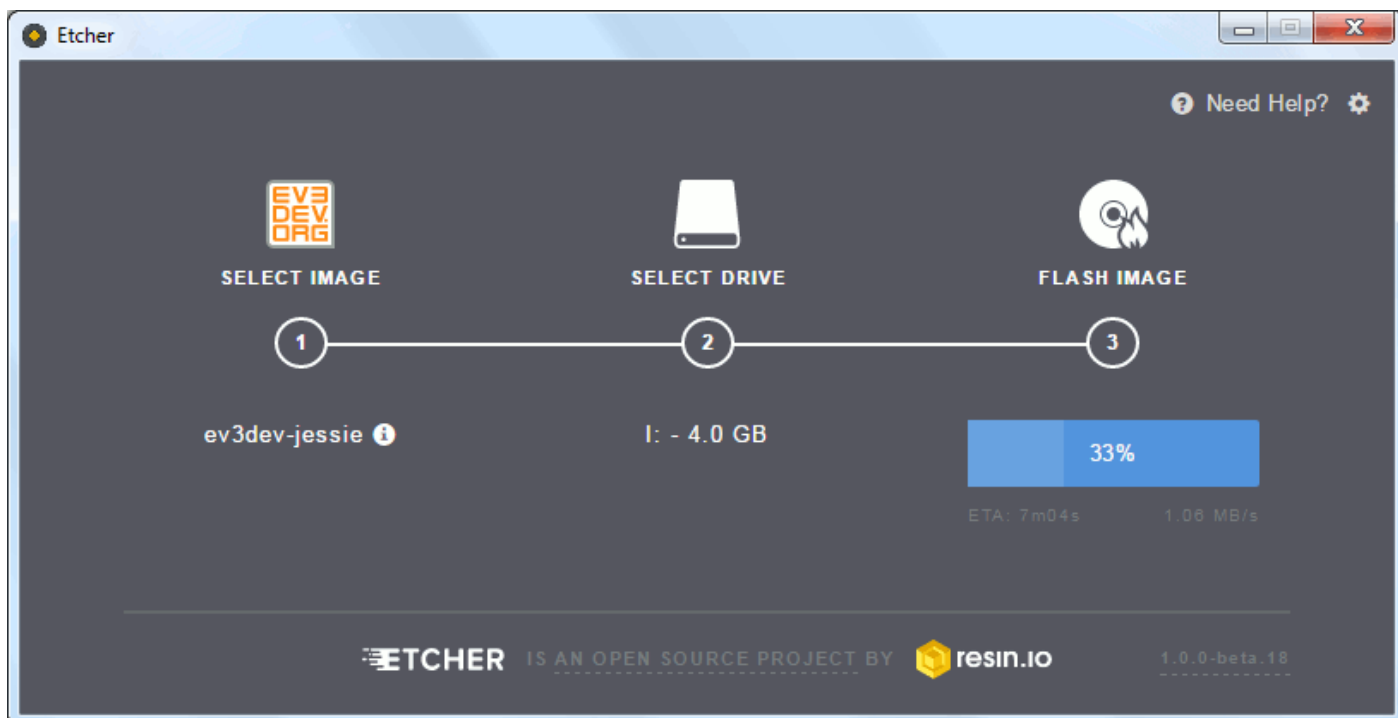 Etcher
Need Help?
EV3
DEV.
ORG
SELECT IMAGE
SELECT DRIVE
FLASH IMAGE
1
2
3
ev3dev-jessie
I: - 4.0 GB
33%
ETA: 7m04s
1.06 MB/s
ETCHER IS AN OPEN SOURCE PROJECT BY resin.io
1.0.0-beta.18